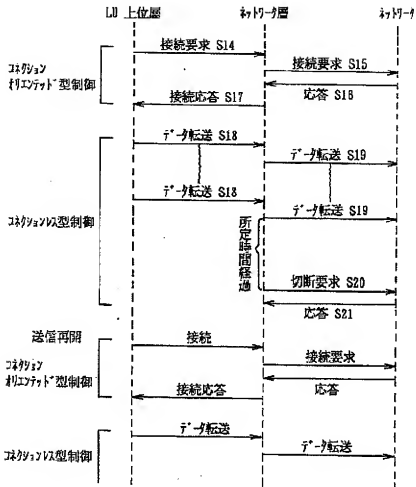 LU 上位層
ネットワーク層
ネットワーク
接続要求 S14
コネクション
オリエンテッド型制御
接続要求 S15
応答 S16
接続応答 S17
データ転送 S18
データ転送 S19
データ転送 S18
コネクションレス型制御
所定時間経過
データ転送 S19
切断要求 S20
応答 S21
送信再開
接続
コネクション
オリエンテッド型制御
接続要求
応答
接続応答
データ転送
コネクションレス型制御
データ転送